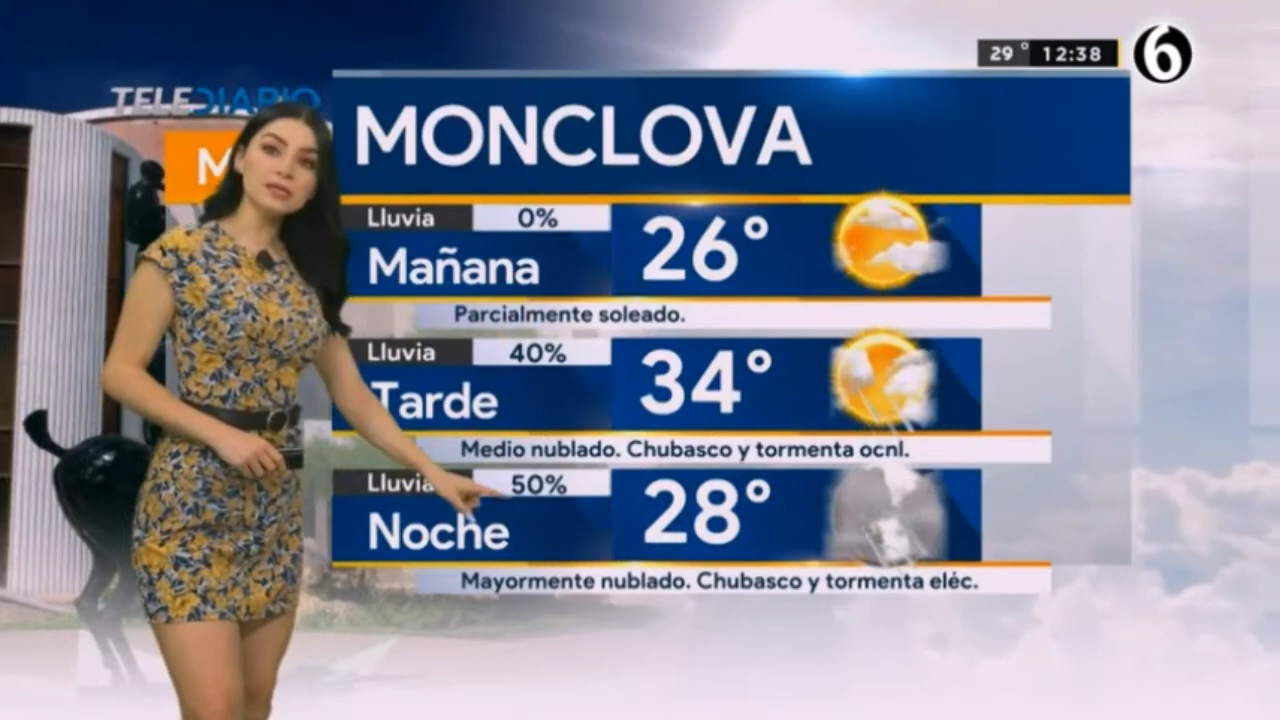 29° 12:38 6
TELEDIARIO
MONCLOVA
M
Lluvia 0%
Mañana 26°
Parcialmente soleado.
Lluvia 40%
Tarde 34°
Medio nublado. Chubasco y tormenta ocnl.
Lluvia 50%
Noche 28°
Mayormente nublado. Chubasco y tormenta eléc.